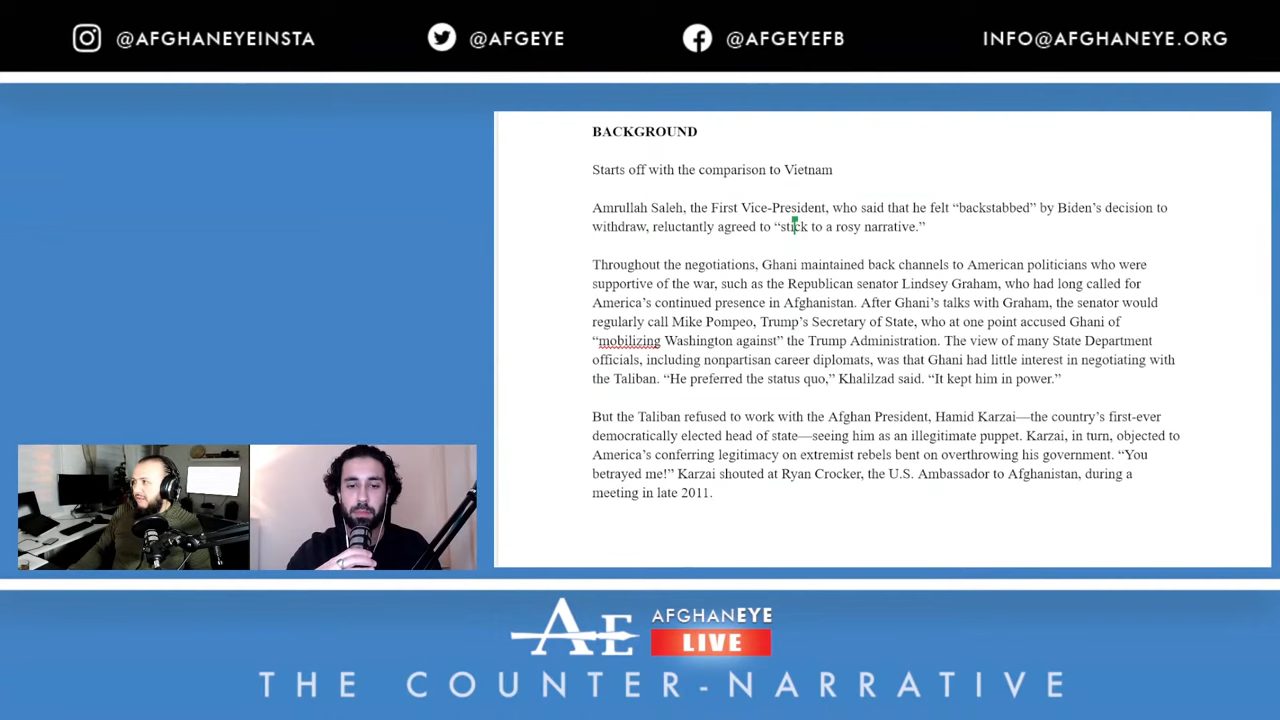 @AFGHANEYEINSTA
@AFGEYE
@AFGEYEFB
INFO@AFGHANEYE.ORG
BACKGROUND
Starts off with the comparison to Vietnam
Amrullah Saleh, the First Vice-President, who said that he felt “backstabbed” by Biden’s decision to
withdraw, reluctantly agreed to “stick to a rosy narrative.”
Throughout the negotiations, Ghani maintained back channels to American politicians who were
supportive of the war, such as the Republican senator Lindsey Graham, who had long called for
America’s continued presence in Afghanistan. After Ghani’s talks with Graham, the senator would
regularly call Mike Pompeo, Trump’s Secretary of State, who at one point accused Ghani of
“mobilizing Washington against” the Trump Administration. The view of many State Department
officials, including nonpartisan career diplomats, was that Ghani had little interest in negotiating with
the Taliban. “He preferred the status quo,” Khalilzad said. “It kept him in power.”
But the Taliban refused to work with the Afghan President, Hamid Karzai—the country’s first-ever
democratically elected head of state—seeing him as an illegitimate puppet. Karzai, in turn, objected to
America’s conferring legitimacy on extremist rebels bent on overthrowing his government. “You
betrayed me!” Karzai shouted at Ryan Crocker, the U.S. Ambassador to Afghanistan, during a
meeting in late 2011.
AE
AFGHANEYE
LIVE
THE COUNTER-NARRATIVE